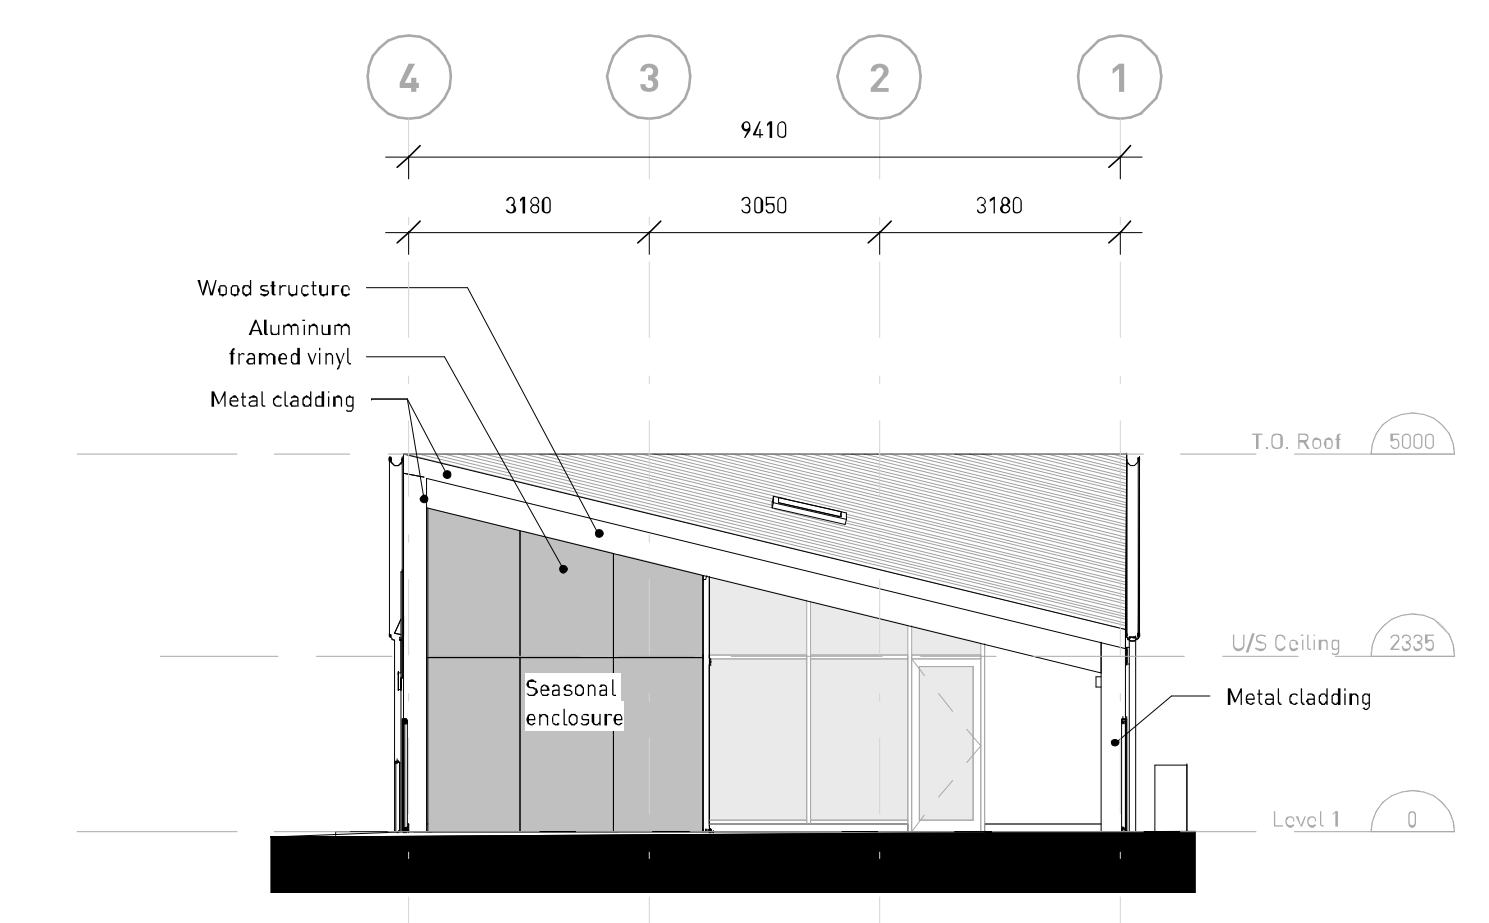 4 3 2 1
9410
3180 3050 3180
Wood structure
Aluminum
framed vinyl
Metal cladding
T.O. Roof 5000
U/S Ceiling 2335
Seasonal
enclosure
Metal cladding
Level 1 0